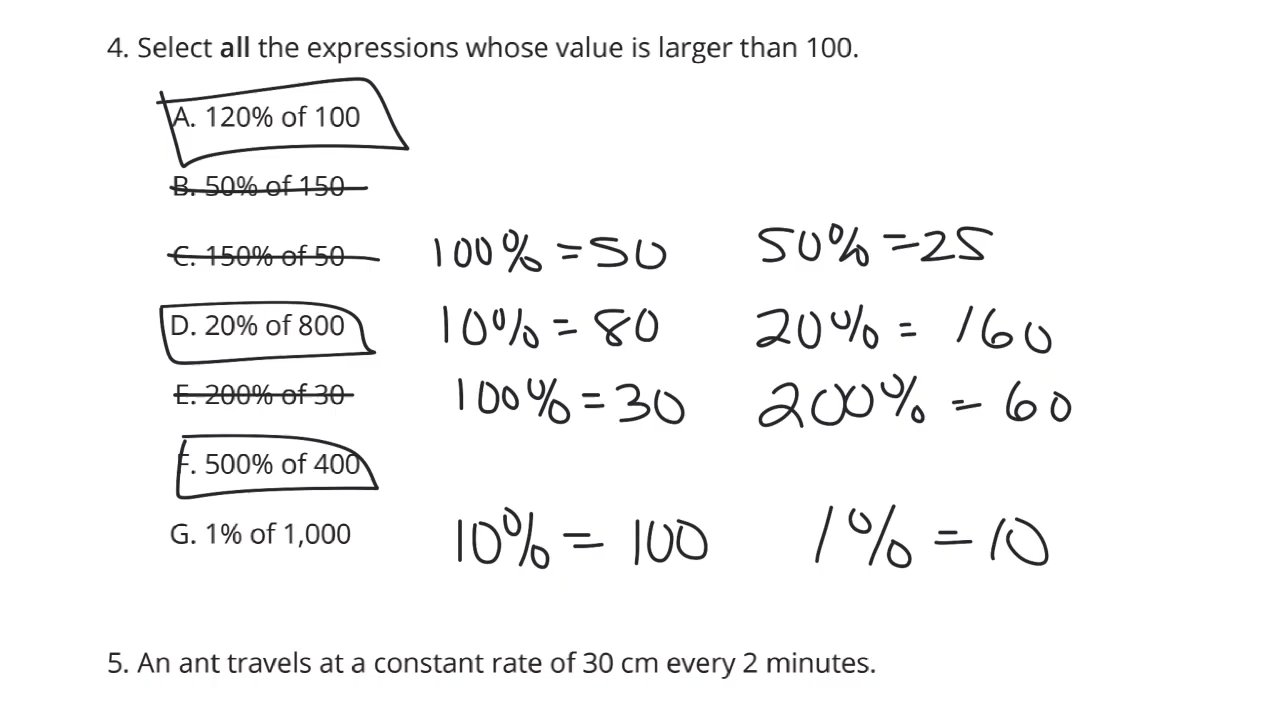 4. Select all the expressions whose value is larger than 100.
A. 120% of 100
B. 50% of 150
C. 150% of 50 100% = 50 50% = 25
D. 20% of 800 10% = 80 20% = 160
E. 200% of 30 100% = 30 200% = 60
F. 500% of 400
G. 1% of 1,000 10% = 100 1% = 10
5. An ant travels at a constant rate of 30 cm every 2 minutes.